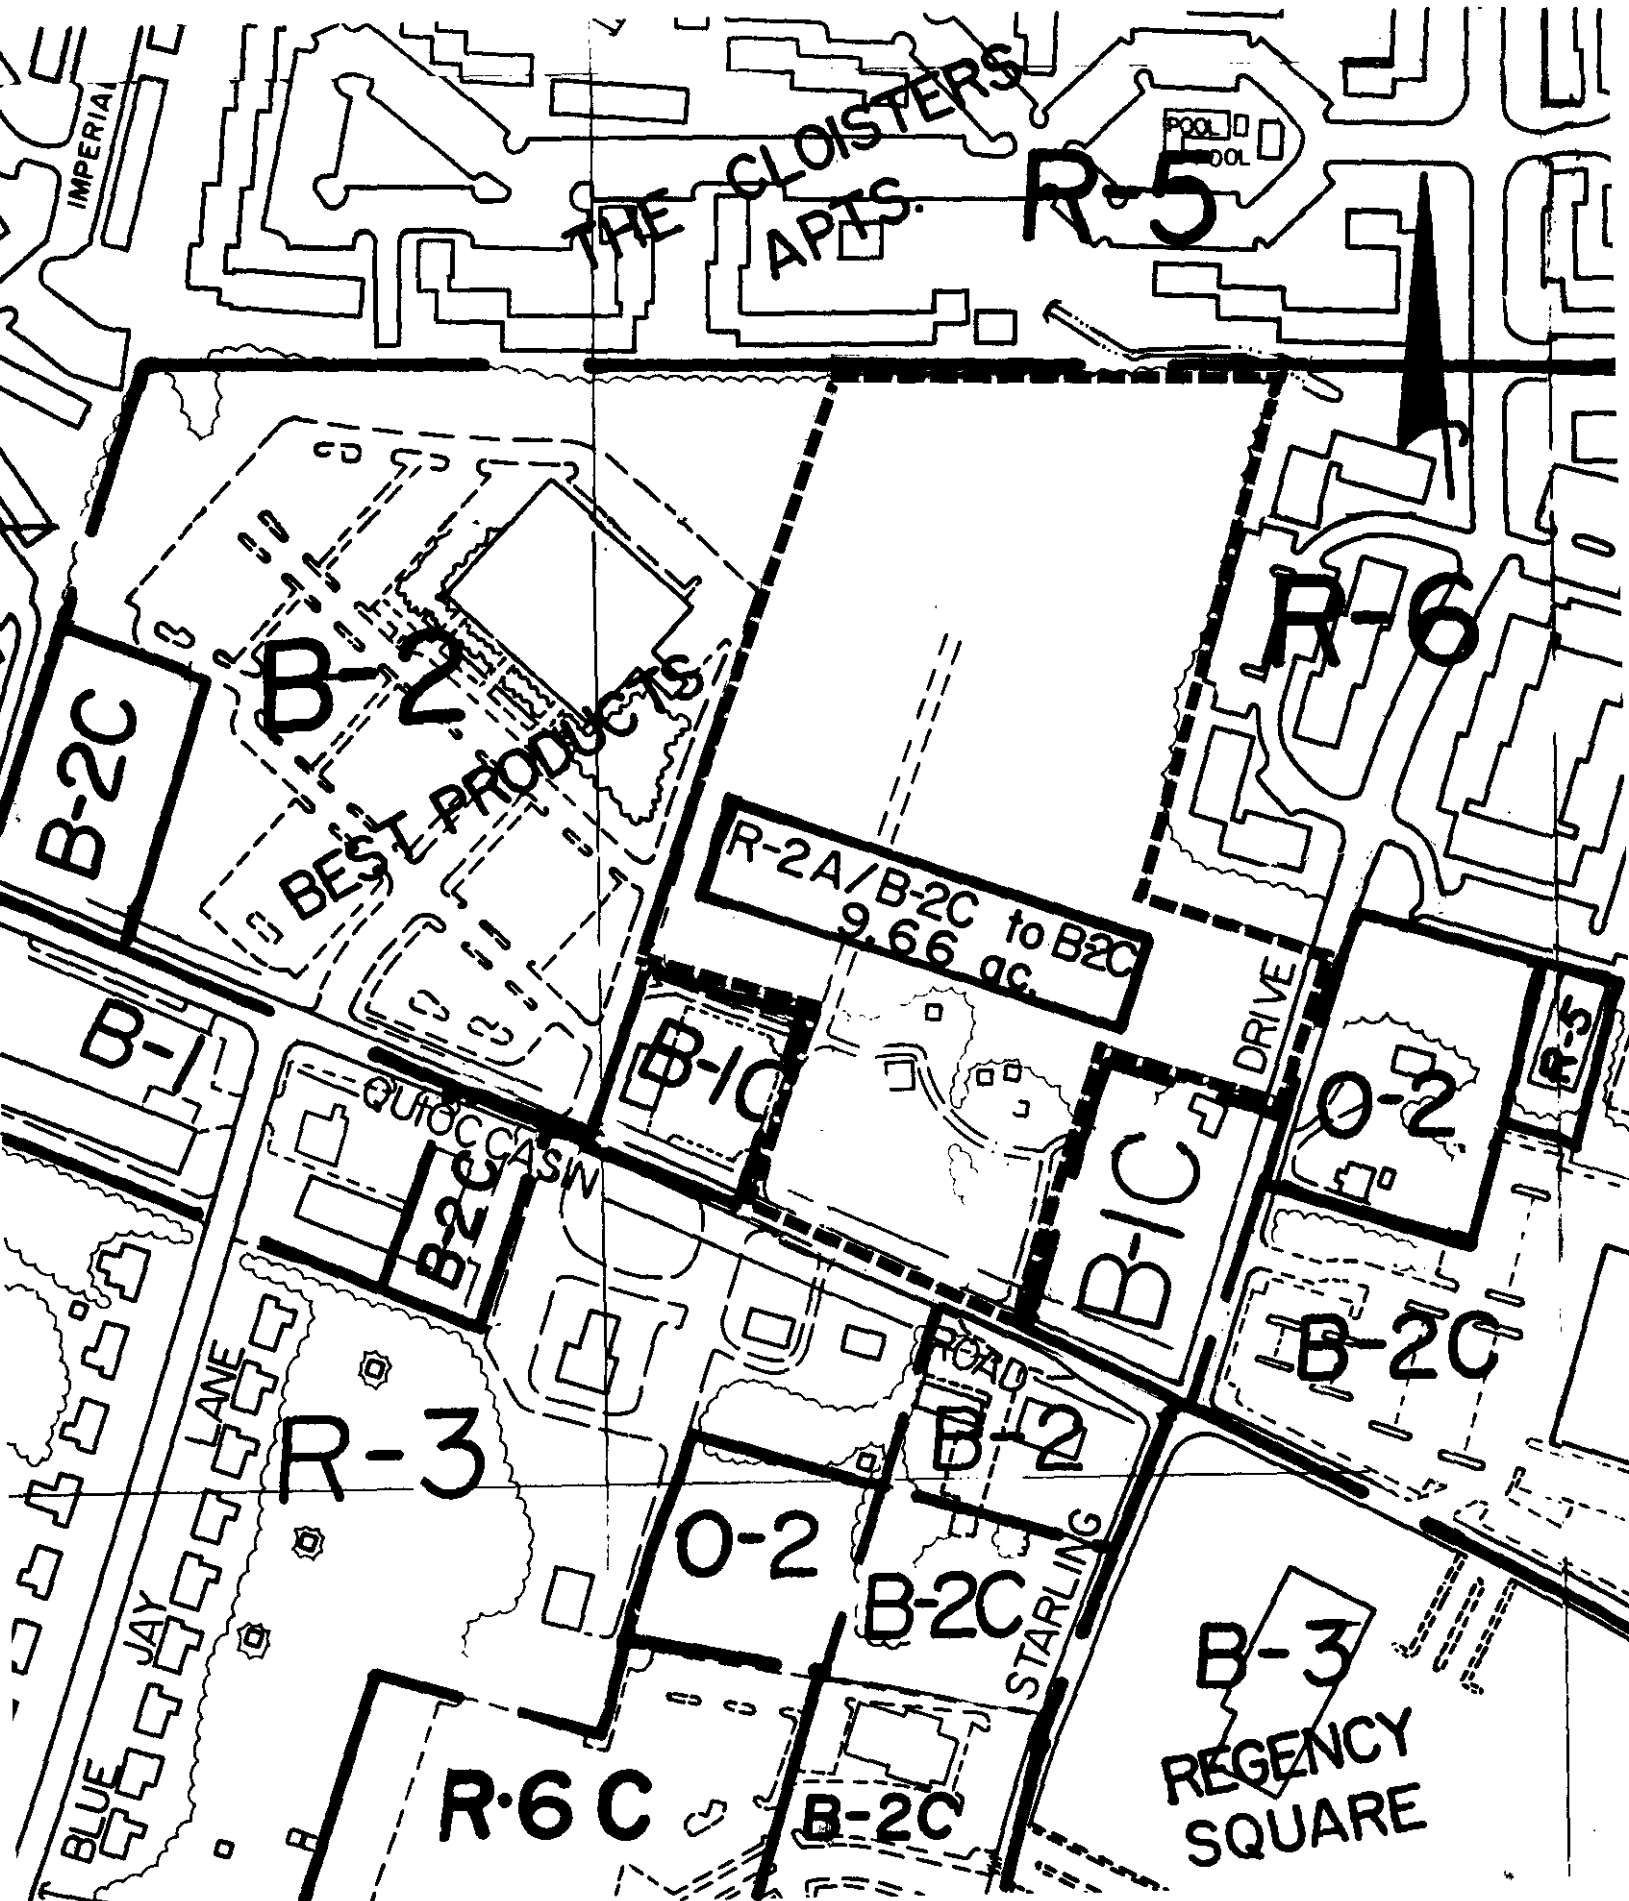 IMPERIAL
THE CLOISTERS
APTS.
POOL
R-5
R-6
B-2
B-2C
BEST PRODUCTS
R-2A/B-2C to B2C
9.66 ac.
B-1
QUIOCCASIN
ROAD
B-1C
B-1C
DRIVE
O-2
R-5
B-2C
B-2C
R-3
BLUE JAY LANE
B-2
O-2
B-2C
STARLING
B-3
REGENCY
SQUARE
R-6C
B-2C